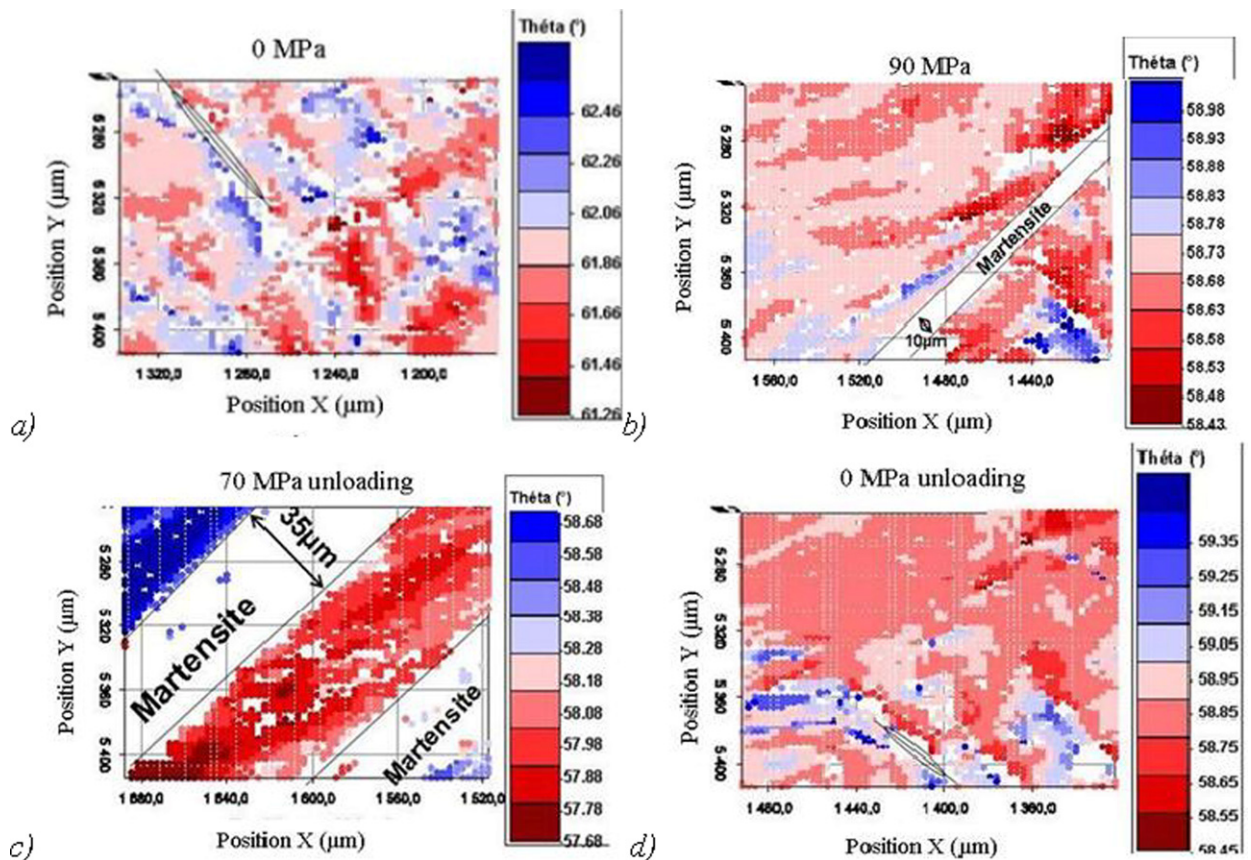 a)
0 MPa
Théta (°)
62.46
62.26
62.06
61.86
61.66
61.46
61.26
Position Y (µm)
5 280
5 320
5 360
5 400
1 320,0
1 280,0
1 240,0
1 200,0
Position X (µm)
b)
90 MPa
Théta (°)
58.98
58.93
58.88
58.83
58.78
58.73
58.68
58.63
58.58
58.53
58.48
58.43
Position Y (µm)
5 280
5 320
5 360
5 400
Martensite
10µm
1 560,0
1 520,0
1 480,0
1 440,0
Position X (µm)
c)
70 MPa unloading
Théta (°)
58.68
58.58
58.48
58.38
58.28
58.18
58.08
57.98
57.88
57.78
57.68
Position Y (µm)
5 280
5 320
5 360
5 400
35µm
Martensite
Martensite
1 680,0
1 640,0
1 600,0
1 560,0
1 520,0
Position X (µm)
d)
0 MPa unloading
Théta (°)
59.35
59.25
59.15
59.05
58.95
58.85
58.75
58.65
58.55
58.45
Position Y (µm)
5 280
5 320
5 360
5 400
1 480,0
1 440,0
1 400,0
1 360,0
Position X (µm)